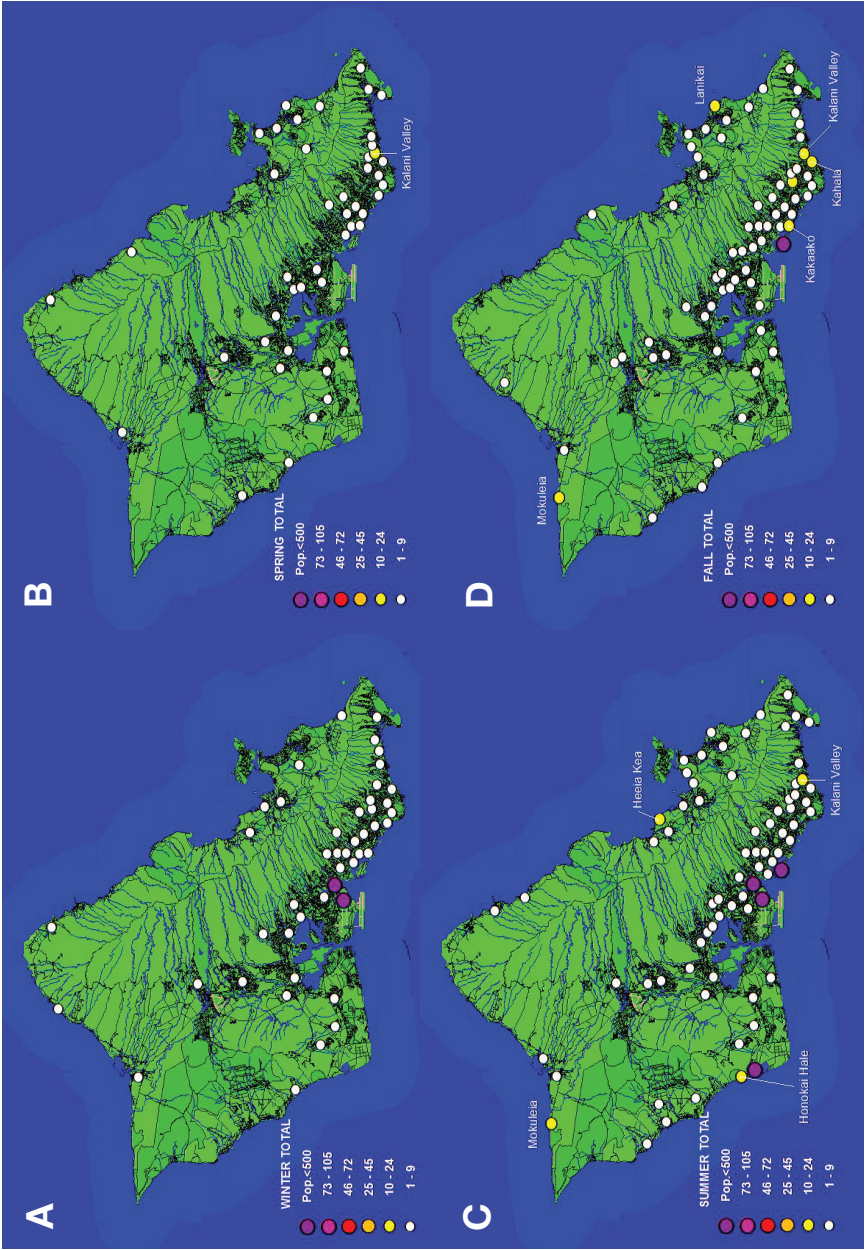 A
WINTER TOTAL
Pop.<500
73 - 105
46 - 72
25 - 45
10 - 24
1 - 9
B
Kalani Valley
SPRING TOTAL
Pop.<500
73 - 105
46 - 72
25 - 45
10 - 24
1 - 9
C
Mokuleia
Heeia Kea
Kalani Valley
Honokai Hale
SUMMER TOTAL
Pop.<500
73 - 105
46 - 72
25 - 45
10 - 24
1 - 9
D
Mokuleia
Lanikai
Kalani Valley
Kahala
Kakaako
FALL TOTAL
Pop.<500
73 - 105
46 - 72
25 - 45
10 - 24
1 - 9